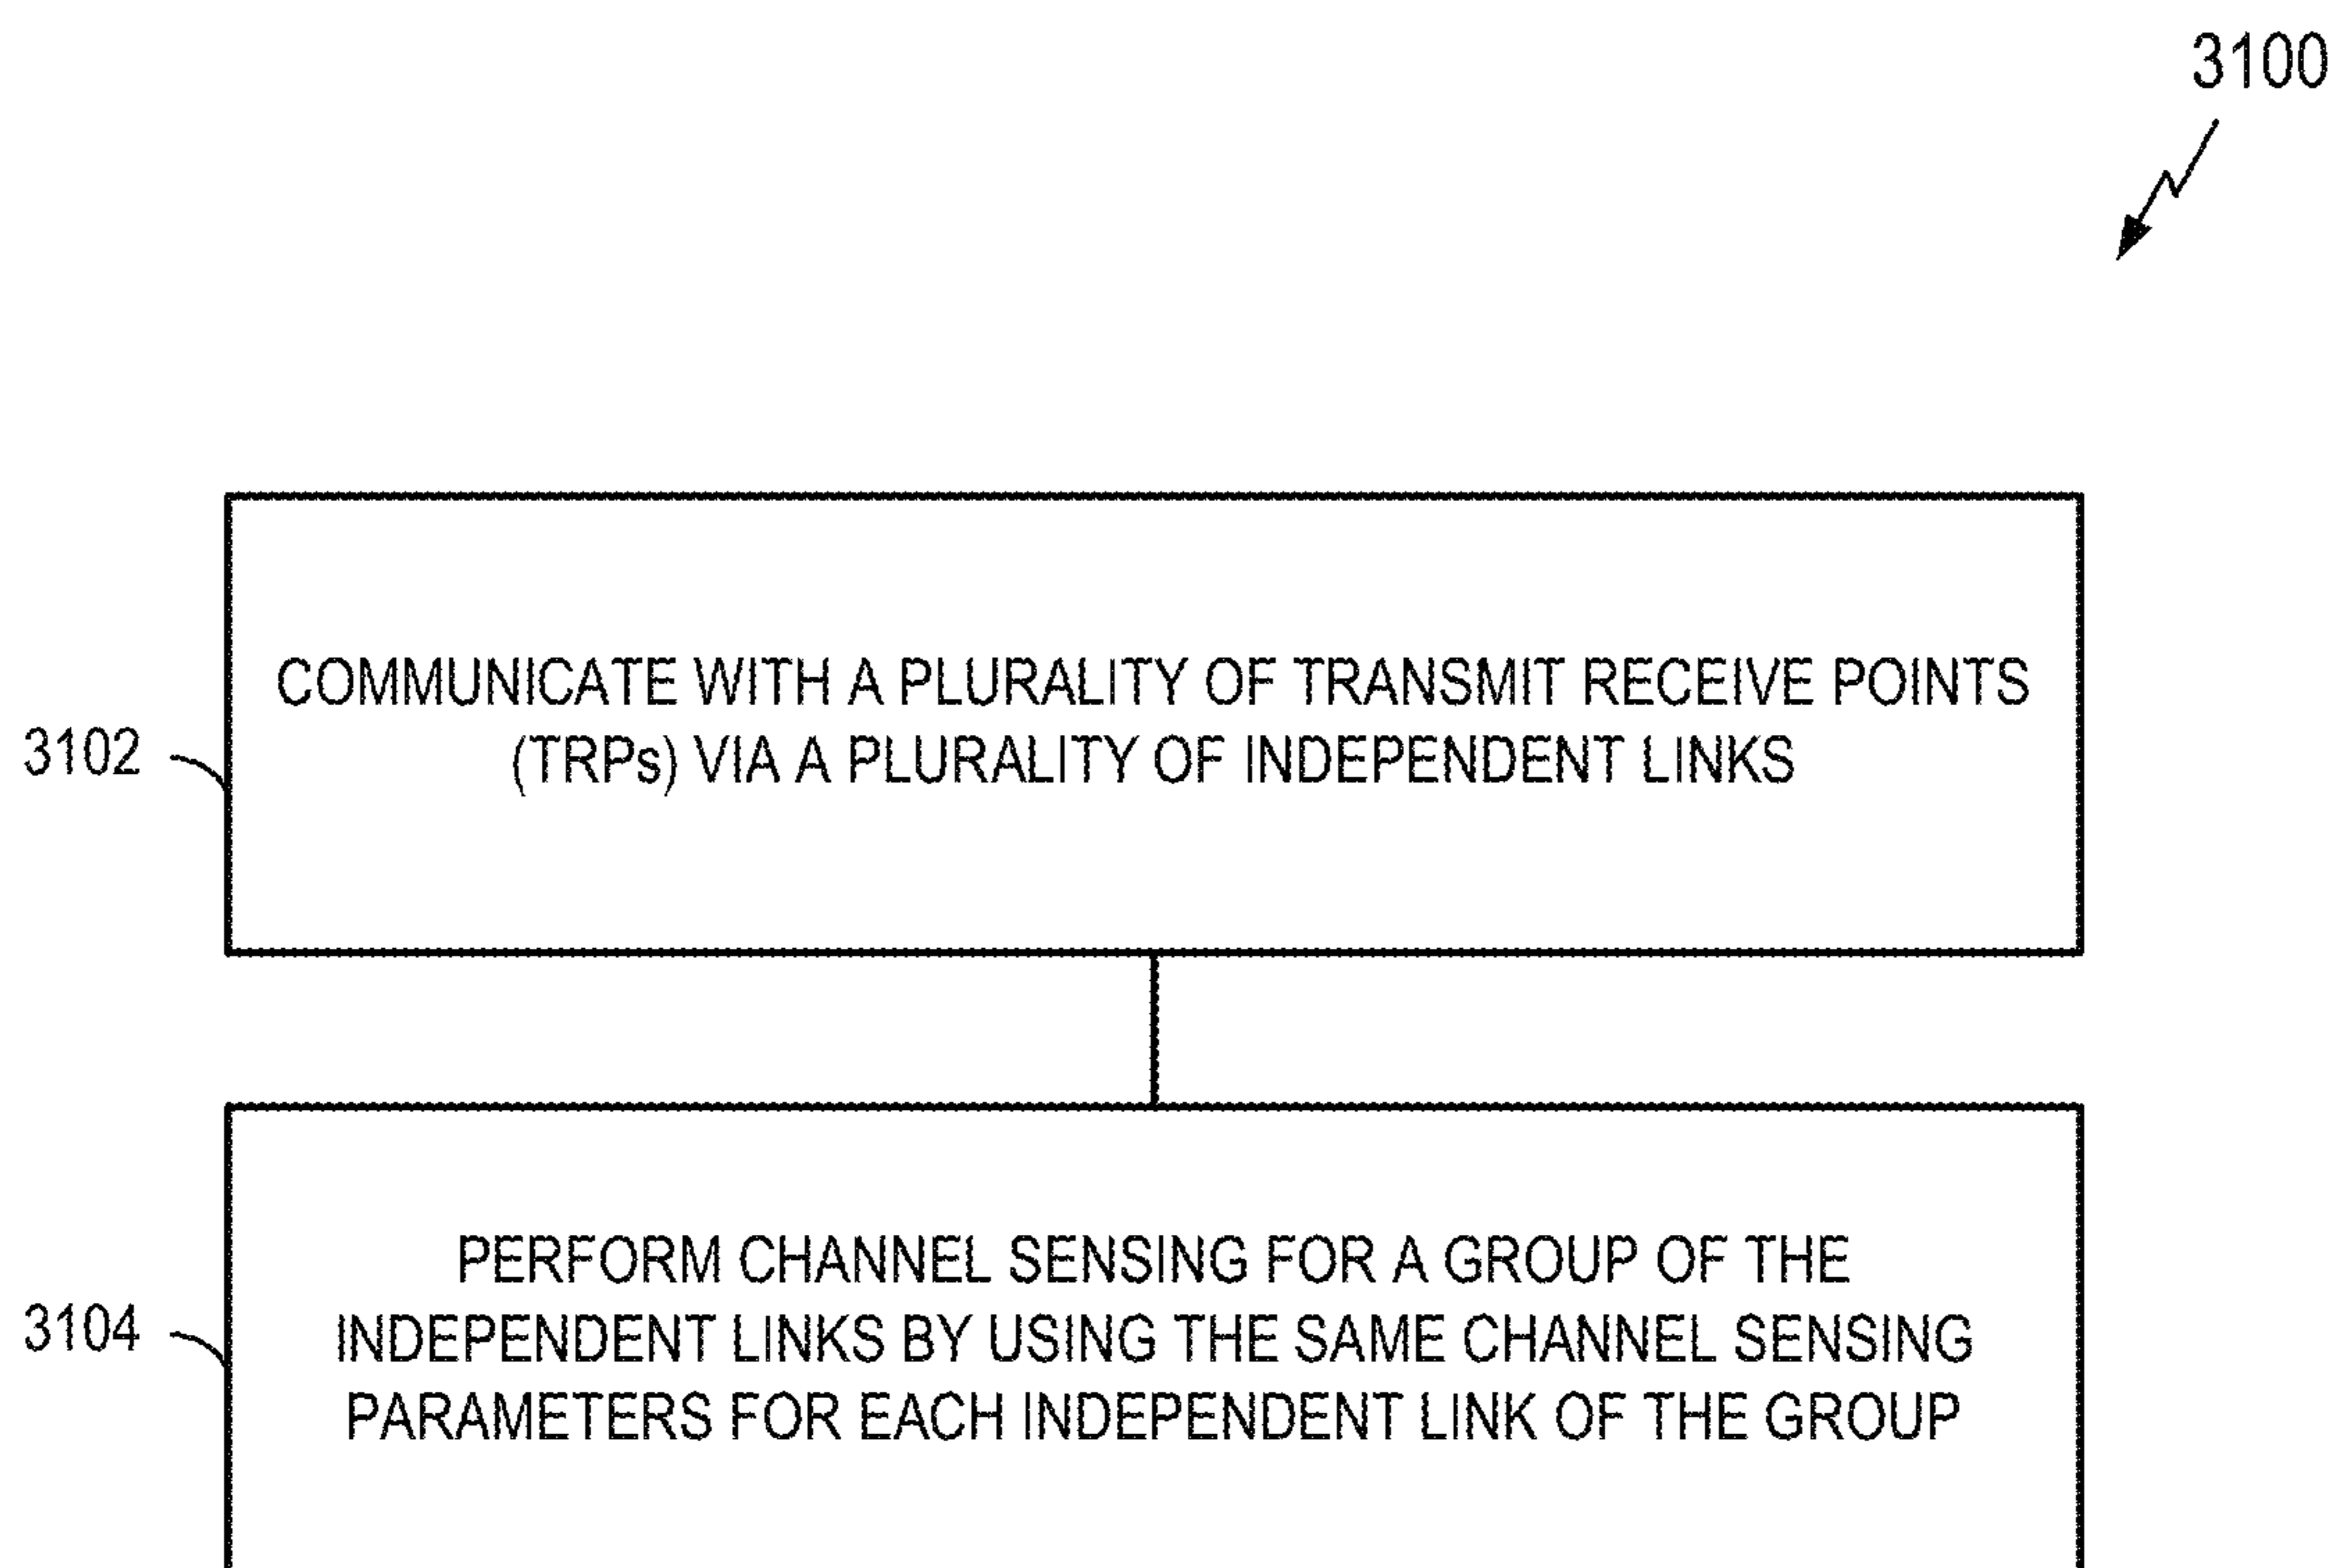 3100
COMMUNICATE WITH A PLURALITY OF TRANSMIT RECEIVE POINTS
(TRPs) VIA A PLURALITY OF INDEPENDENT LINKS
3102
PERFORM CHANNEL SENSING FOR A GROUP OF THE
INDEPENDENT LINKS BY USING THE SAME CHANNEL SENSING
PARAMETERS FOR EACH INDEPENDENT LINK OF THE GROUP
3104